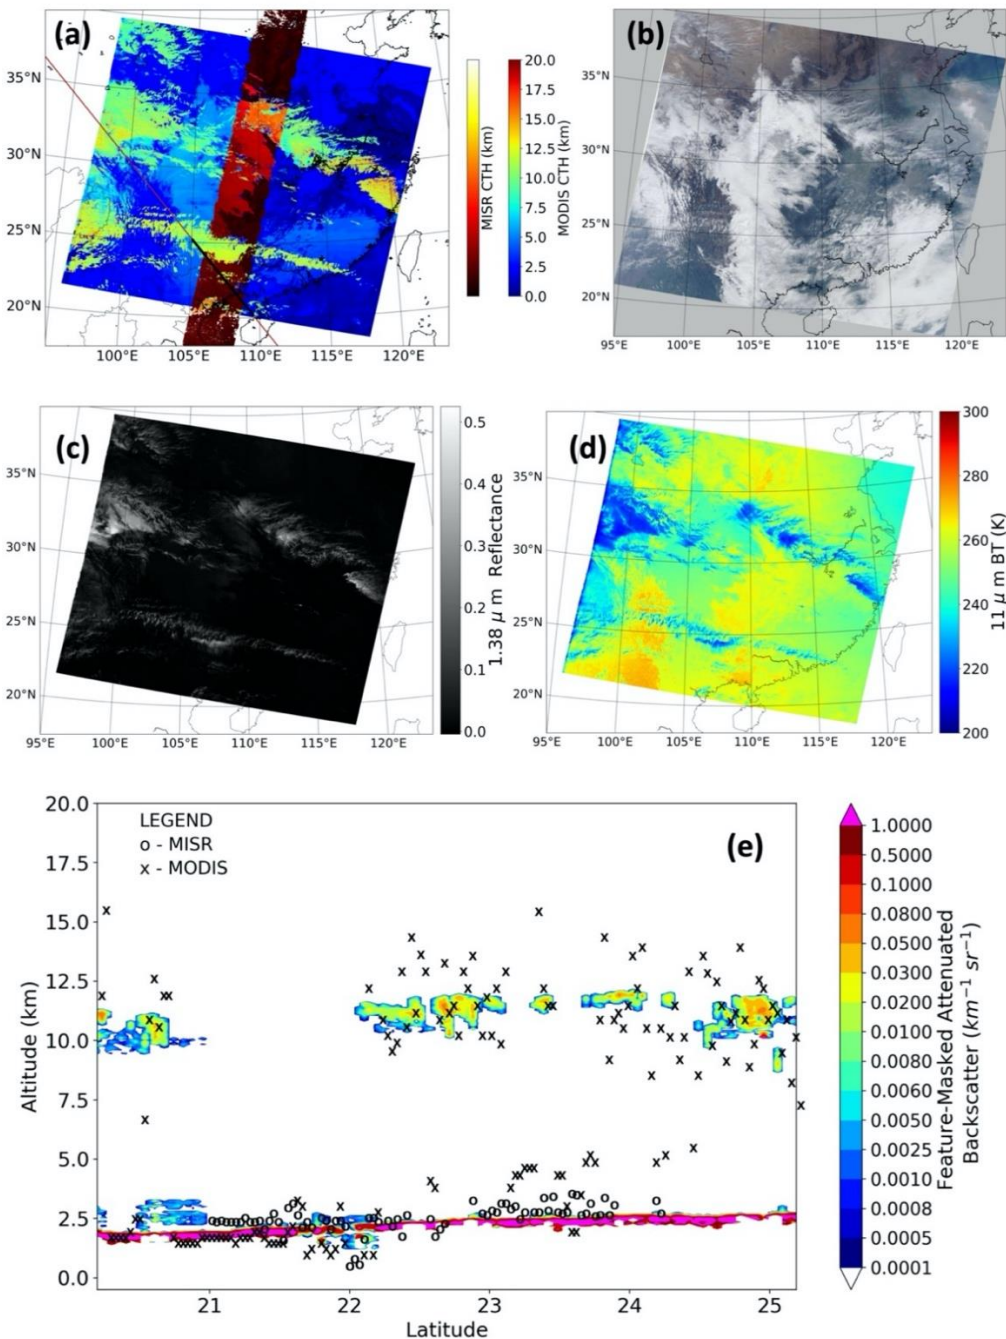 (a)
35°N
30°N
25°N
20°N
100°E 105°E 110°E 115°E 120°E
MISR CTH (km)
20.0
17.5
15.0
12.5
10.0
7.5
5.0
2.5
0.0
MODIS CTH (km)
(b)
35°N
30°N
25°N
20°N
95°E 100°E 105°E 110°E 115°E 120°E
(c)
35°N
30°N
25°N
20°N
95°E 100°E 105°E 110°E 115°E 120°E
0.5
0.4
0.3
0.2
0.1
0.0
1.38 μ m Reflectance
(d)
35°N
30°N
25°N
20°N
95°E 100°E 105°E 110°E 115°E 120°E
300
280
260
240
220
200
11 μ m BT (K)
(e)
LEGEND
o - MISR
x - MODIS
20.0
17.5
15.0
12.5
10.0
7.5
5.0
2.5
0.0
Altitude (km)
21 22 23 24 25
Latitude
1.0000
0.5000
0.1000
0.0800
0.0500
0.0300
0.0200
0.0100
0.0080
0.0060
0.0050
0.0025
0.0010
0.0008
0.0005
0.0001
Feature-Masked Attenuated
Backscatter (km⁻¹ sr⁻¹)